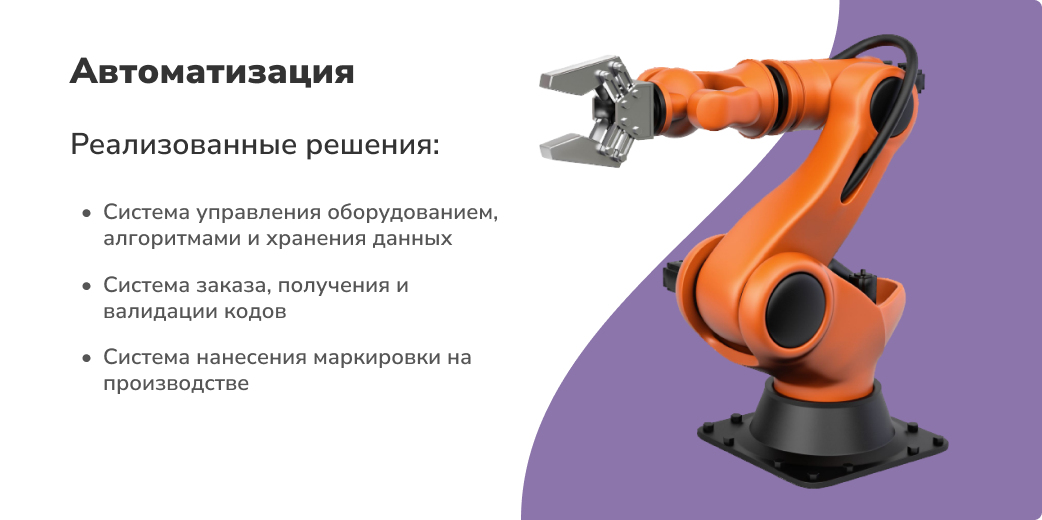 Автоматизация
Реализованные решения:
• Система управления оборудованием,
алгоритмами и хранения данных
• Система заказа, получения и
валидации кодов
• Система нанесения маркировки на
производстве